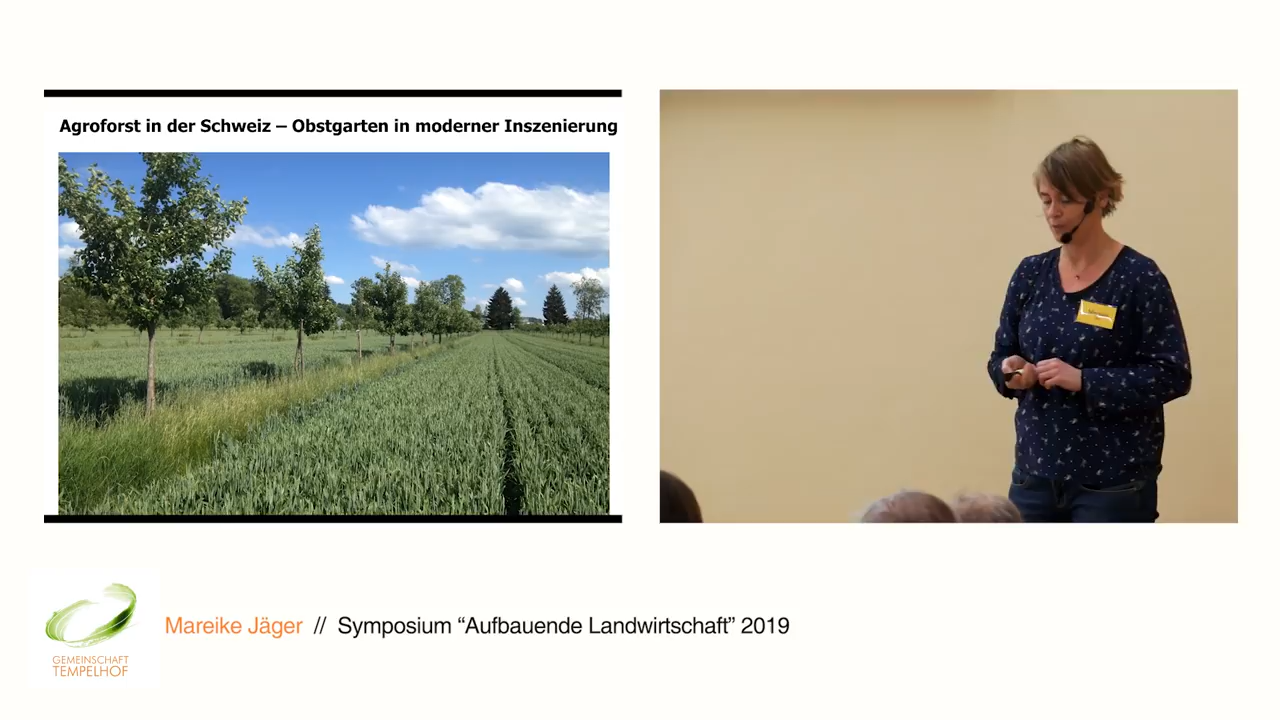 Agroforst in der Schweiz – Obstgarten in moderner Inszenierung
GEMEINSCHAFT
TEMPELHOF
Mareike Jäger // Symposium “Aufbauende Landwirtschaft” 2019